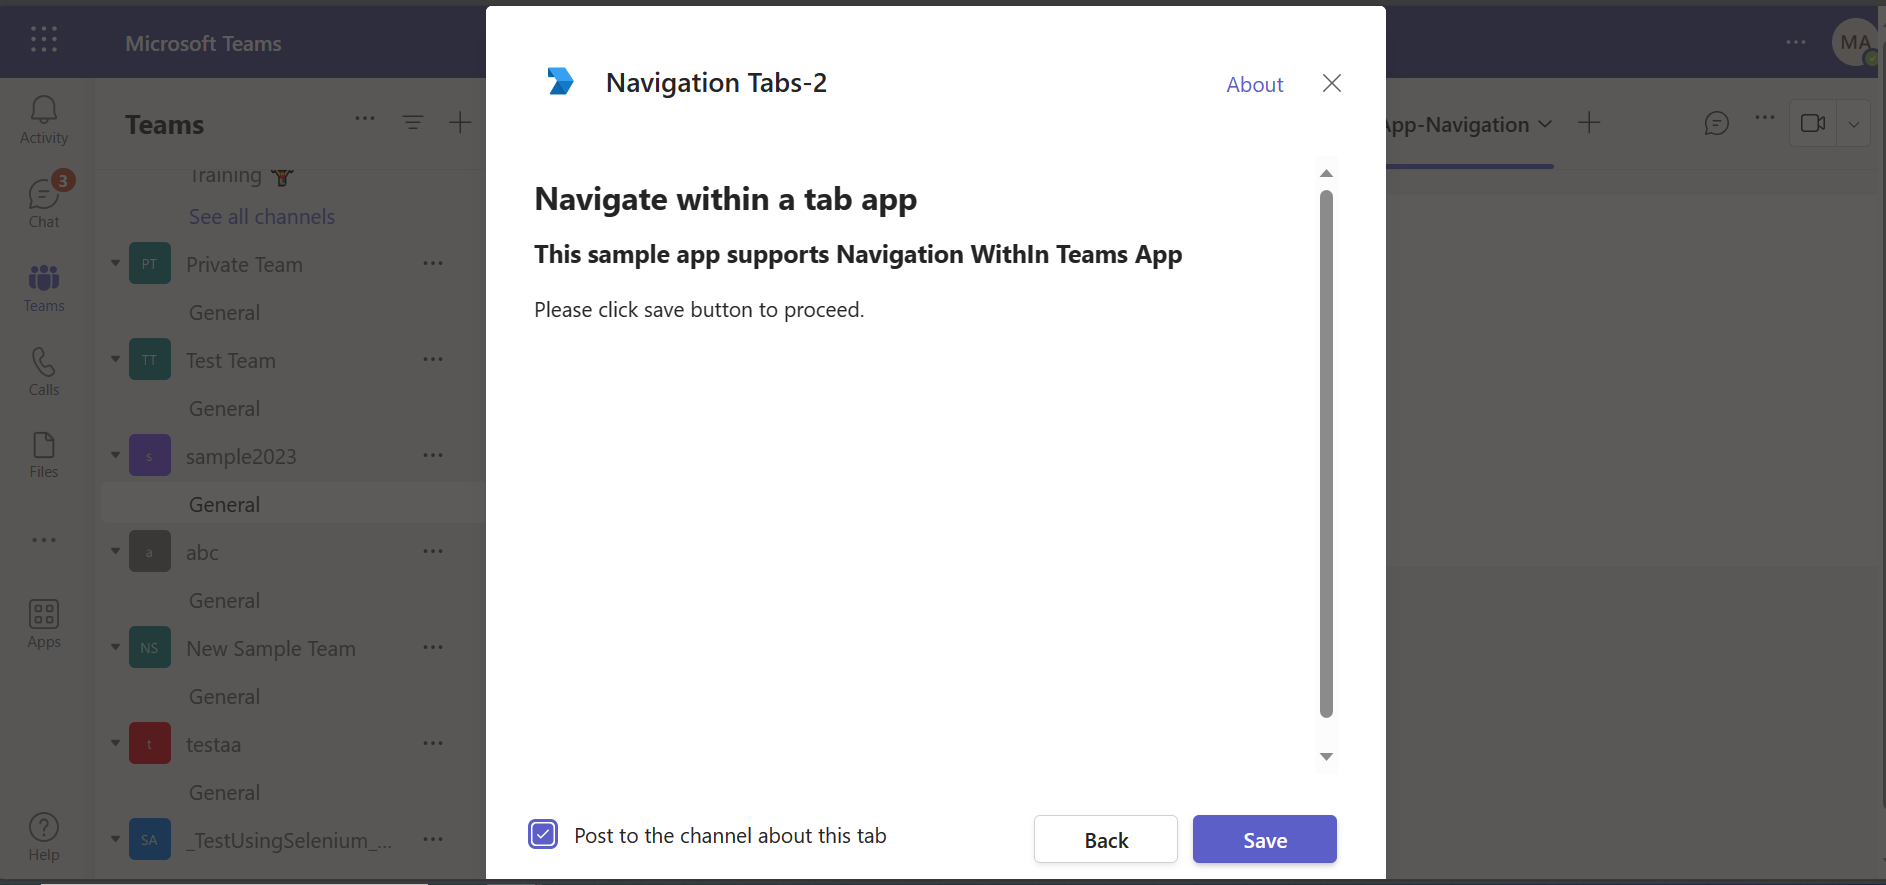 Microsoft Teams
MA
Activity
3
Chat
Teams
Calls
Files
Apps
Help
Teams
Training
See all channels
PT Private Team
General
TT Test Team
General
s sample2023
General
a abc
General
NS New Sample Team
General
t testaa
General
SA _TestUsingSelenium_...
Navigation Tabs-2
About
Navigate within a tab app
This sample app supports Navigation WithIn Teams App
Please click save button to proceed.
Post to the channel about this tab
Back
Save
App-Navigation